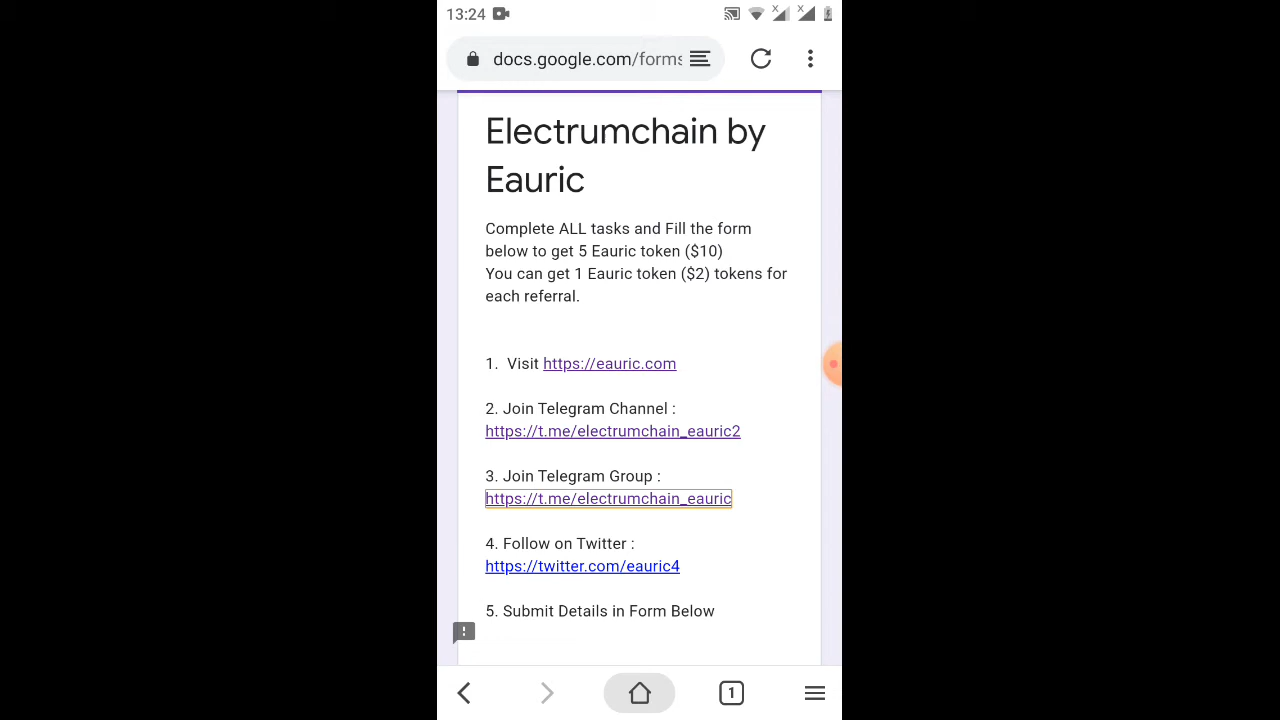 13:24
docs.google.com/forms
Electrumchain by
Eauric
Complete ALL tasks and Fill the form
below to get 5 Eauric token ($10)
You can get 1 Eauric token ($2) tokens for
each referral.
1. Visit https://eauric.com
2. Join Telegram Channel :
https://t.me/electrumchain_eauric2
3. Join Telegram Group :
https://t.me/electrumchain_eauric
4. Follow on Twitter :
https://twitter.com/eauric4
5. Submit Details in Form Below
1